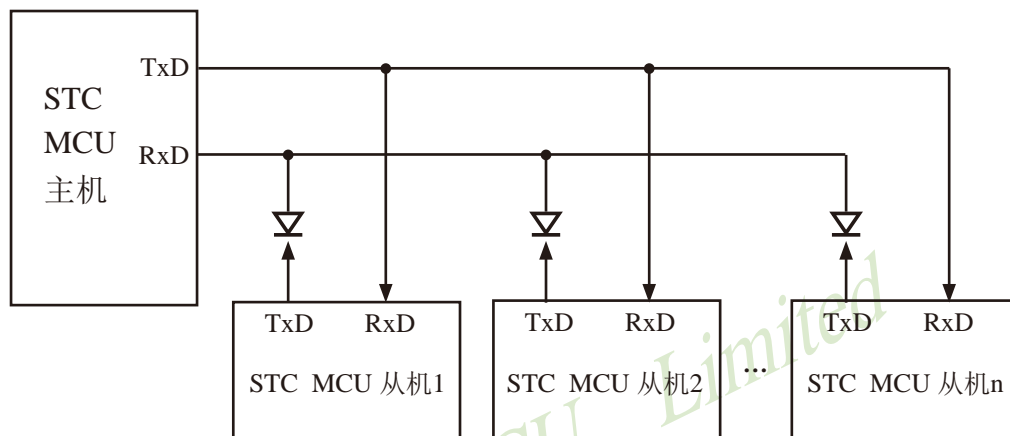 TxD
STC
MCU
RxD
主机
TxD RxD
STC MCU 从机1
TxD RxD
STC MCU 从机2
...
TxD RxD
STC MCU 从机n
Limited